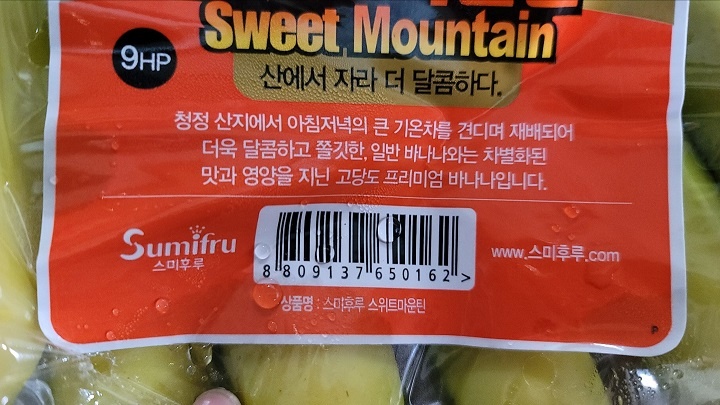 Sweet Mountain
9HP
산에서 자라 더 달콤하다.
청정 산지에서 아침저녁의 큰 기온차를 견디며 재배되어
더욱 달콤하고 쫄깃한, 일반 바나나와는 차별화된
맛과 영양을 지닌 고당도 프리미엄 바나나입니다.
Sumifru
스미후루
8 809137 650162 >
www.스미후루.com
상품명 : 스미후루 스위트마운틴
P